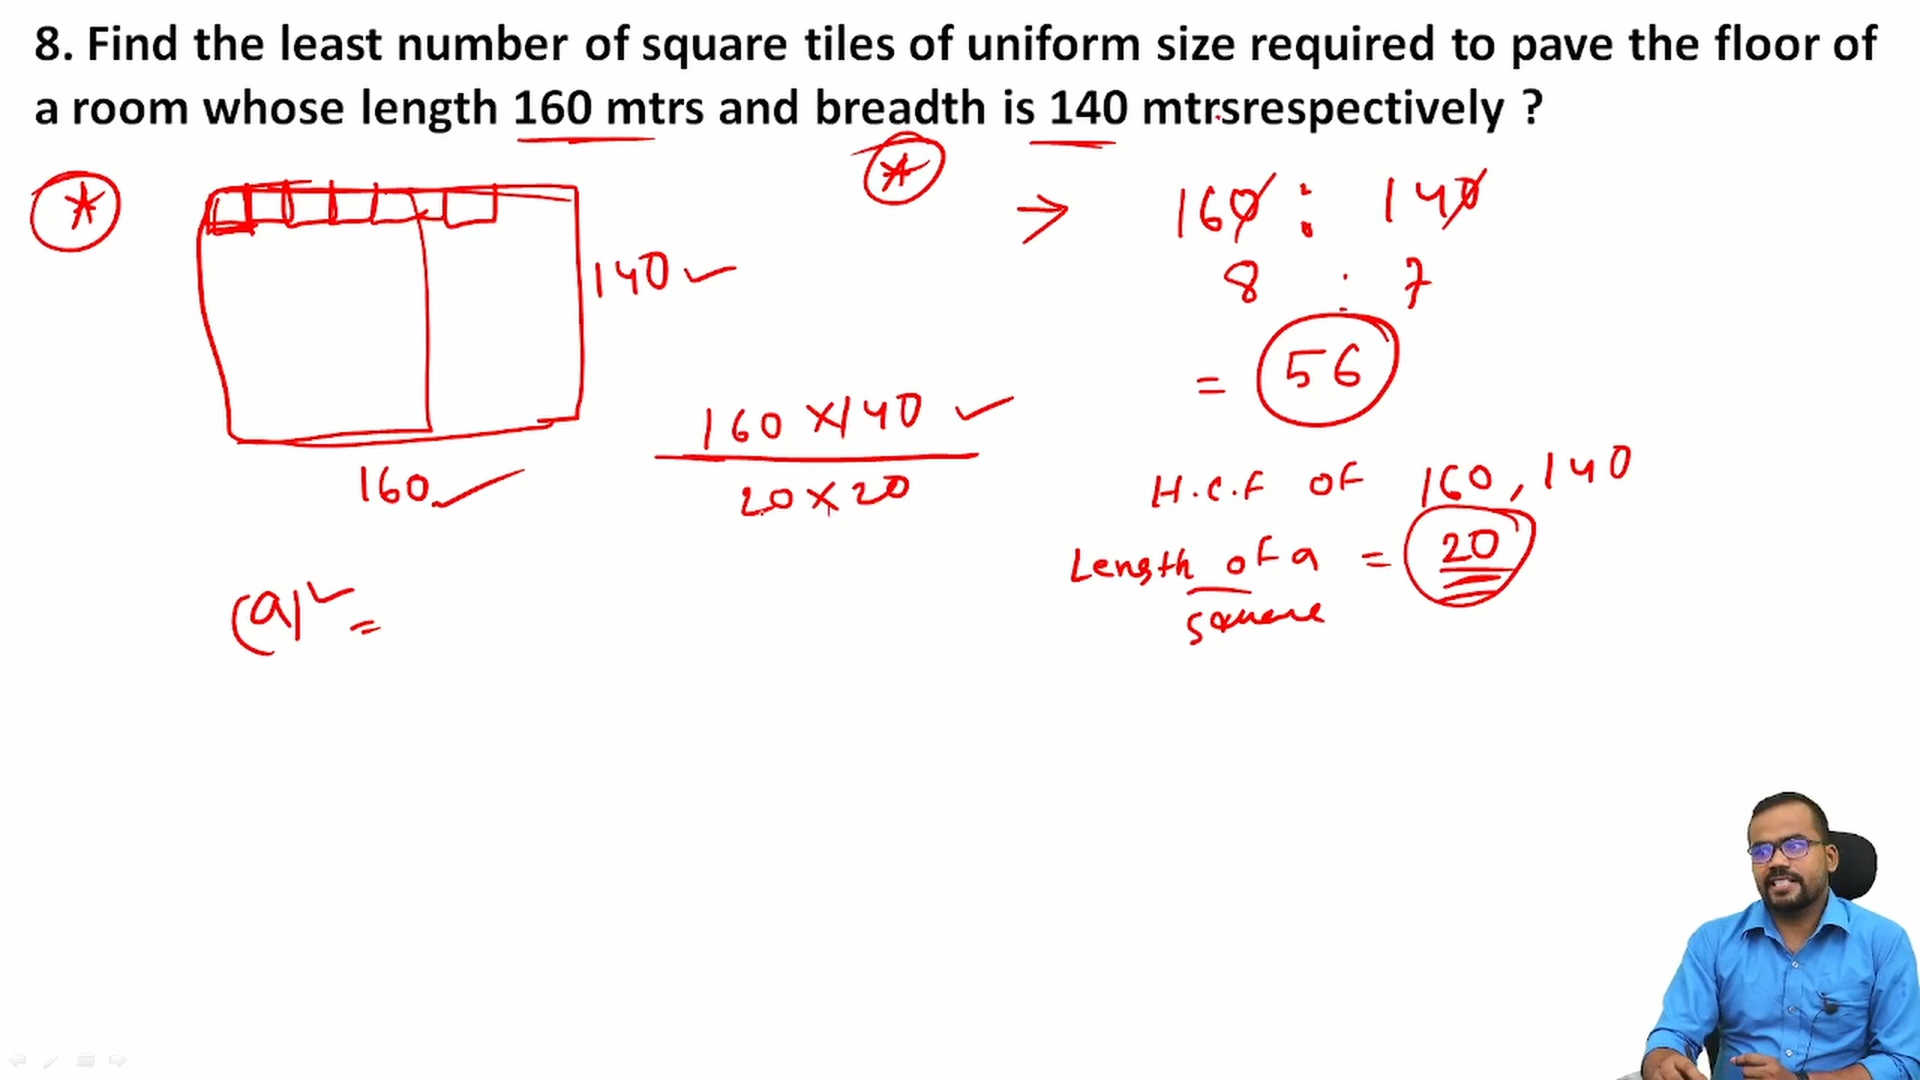 8. Find the least number of square tiles of uniform size required to pave the floor of
a room whose length 160 mtrs and breadth is 140 mtrsrespectively ?
140
160
160 X 140
20 X 20
(a)² =
160 : 140
8 : 7
= 56
H.C.F OF 160, 140
Length of a = 20
square